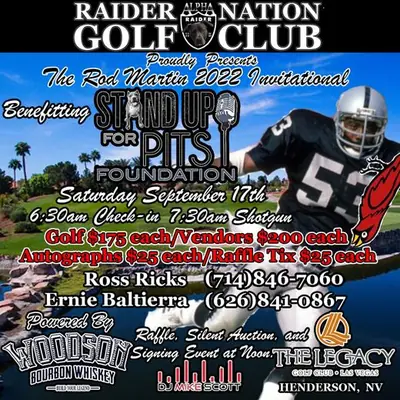 RAIDER NATION
GOLF CLUB
RAIDER
Proudly Presents
The Rod Martin 2022 Invitational
Benefitting
STAND UP
FOR
PITS
FOUNDATION
53
Saturday September 17th
6:30am Check-in 7:30am Shotgun
Golf $175 each/Vendors $200 each
Autographs $25 each/Raffle Tix $25 each
Ross Ricks (714)846-7060
Ernie Baltierra (626)841-0867
Powered By
WOODSON
BOURBON WHISKEY
Raffle, Silent Auction, and
Signing Event at Noon.
DJ MIKE SCOTT
THE LEGACY
GOLF CLUB • LAS VEGAS
HENDERSON, NV